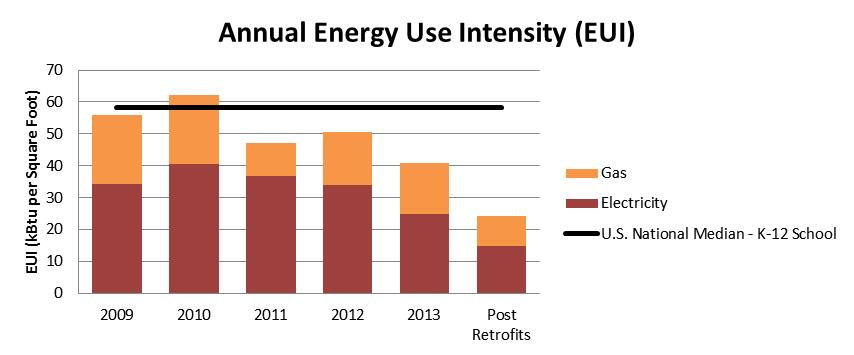 Annual Energy Use Intensity (EUI)
EUI (kBtu per Square Foot)
70
60
50
40
30
20
10
0
2009
2010
2011
2012
2013
Post
Retrofits
Gas
Electricity
U.S. National Median - K-12 School